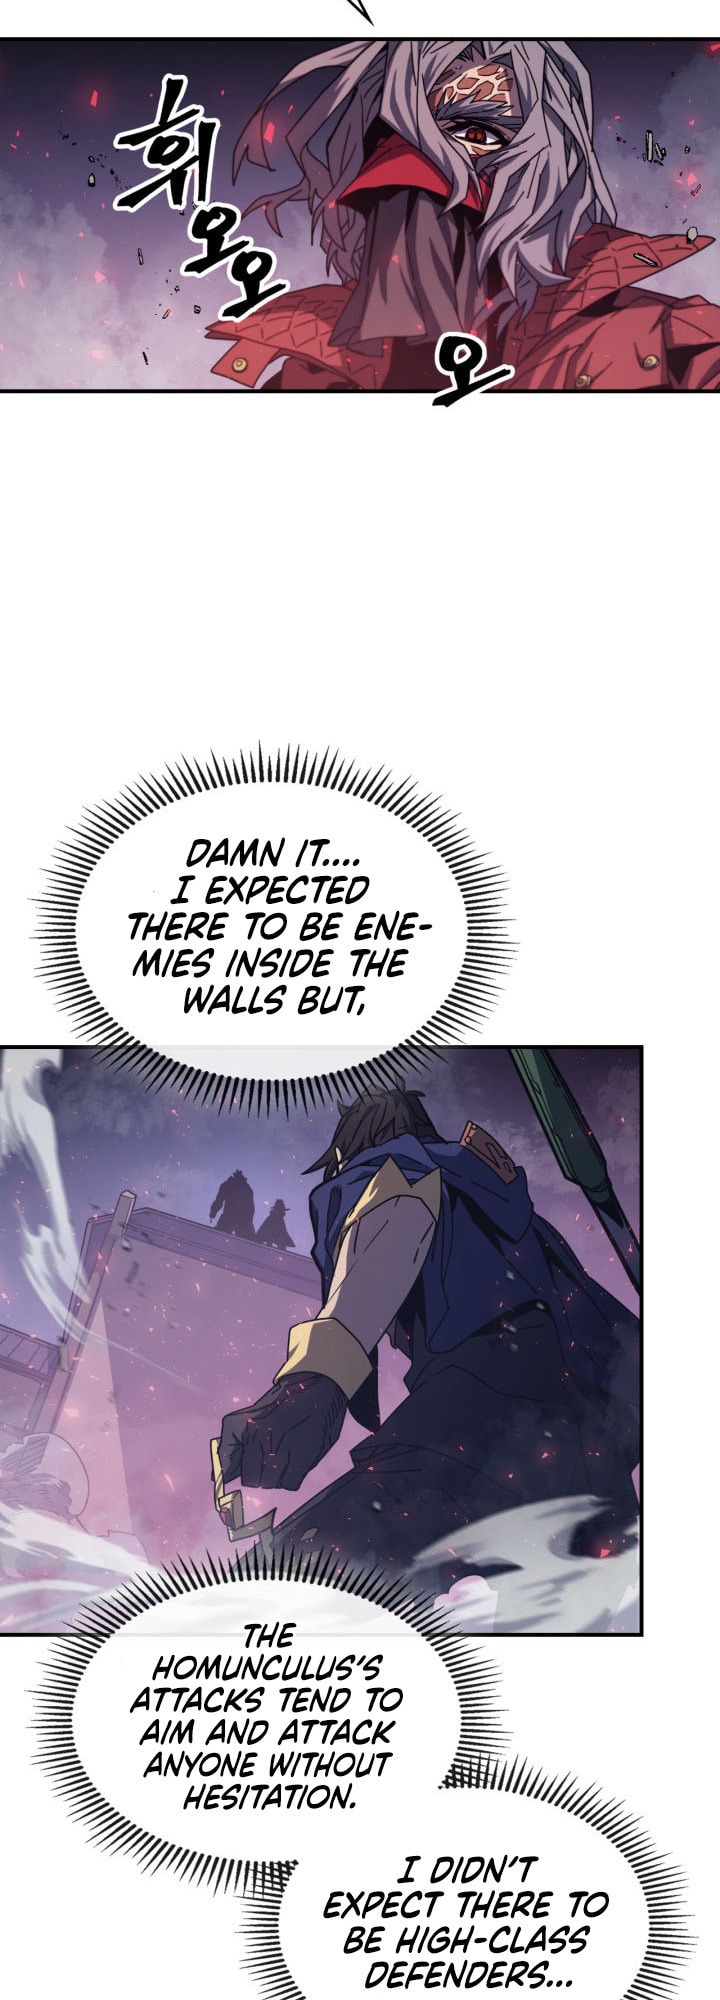 휘
오오
오
DAMN IT....
I EXPECTED
THERE TO BE ENE-
MIES INSIDE THE
WALLS BUT,
THE
HOMUNCULUS'S
ATTACKS TEND TO
AIM AND ATTACK
ANYONE WITHOUT
HESITATION.
I DIDN'T
EXPECT THERE TO
BE HIGH-CLASS
DEFENDERS...